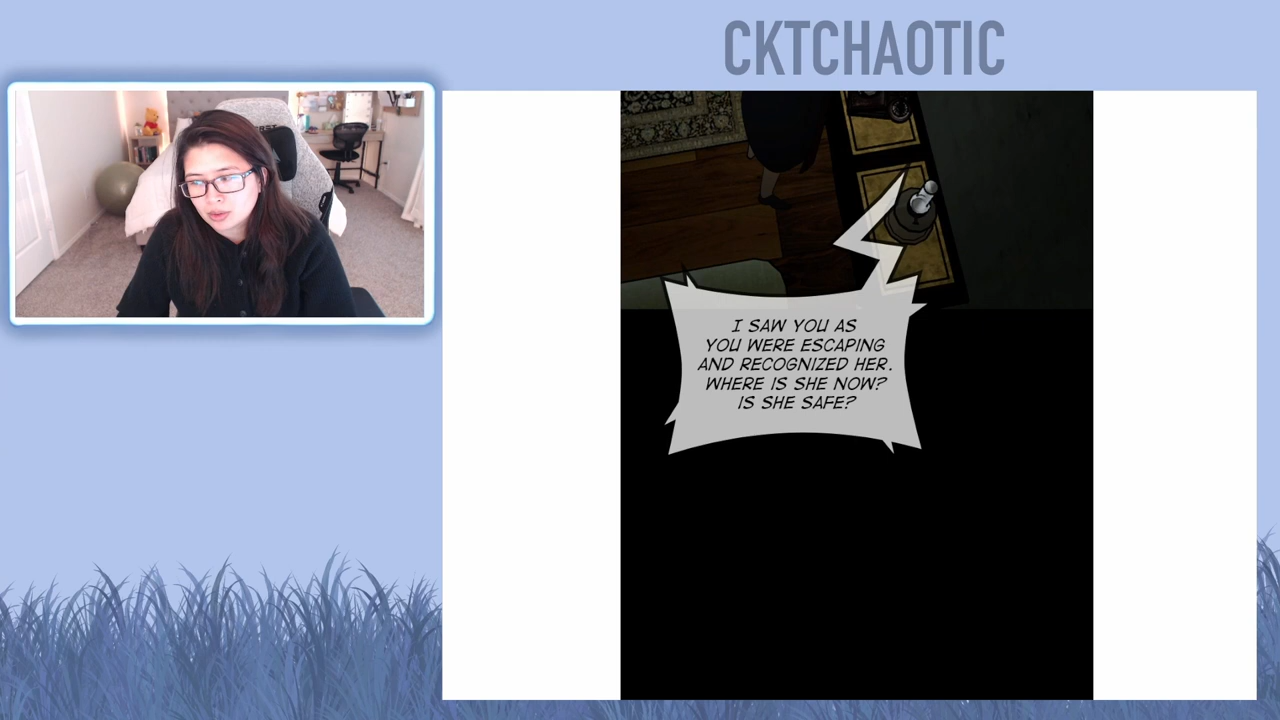 CKTCHAOTIC
I SAW YOU AS
YOU WERE ESCAPING
AND RECOGNIZED HER.
WHERE IS SHE NOW?
IS SHE SAFE?